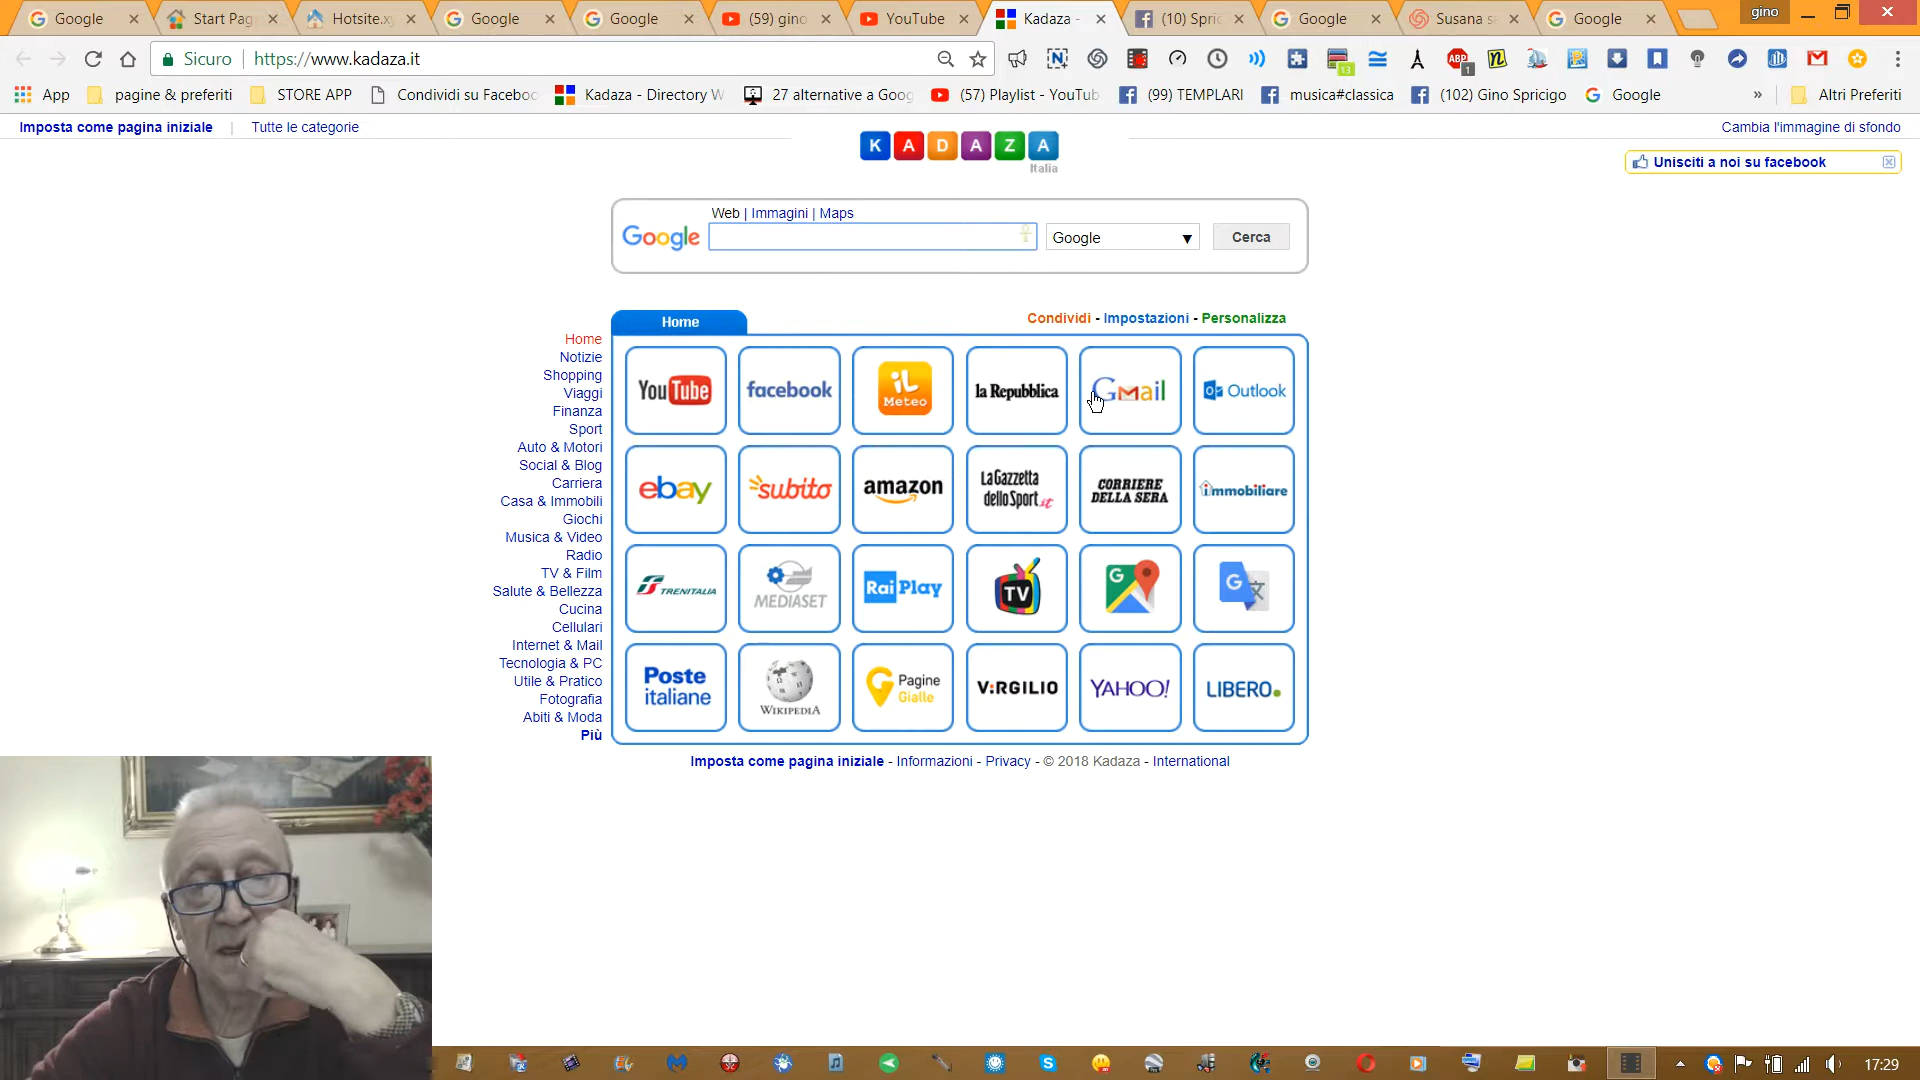 Google
Start Pag
Hotsite.xy
Google
Google
(59) gino
YouTube
Kadaza -
(10) Spric
Google
Susana s
Google
gino
Sicuro
https://www.kadaza.it
13
ABP
1
App
pagine & preferiti
STORE APP
Condividi su Faceboo
Kadaza - Directory W
27 alternative a Goog
(57) Playlist - YouTub
(99) TEMPLARI
musica#classica
(102) Gino Spricigo
Google
»
Altri Preferiti
Imposta come pagina iniziale | Tutte le categorie
Cambia l'immagine di sfondo
KADAZA
Italia
Unisciti a noi su facebook
Web | Immagini | Maps
Google
Google
Cerca
Home
Condividi - Impostazioni - Personalizza
Home
Notizie
Shopping
Viaggi
Finanza
Sport
Auto & Motori
Social & Blog
Carriera
Casa & Immobili
Giochi
Musica & Video
Radio
TV & Film
Salute & Bellezza
Cucina
Cellulari
Internet & Mail
Tecnologia & PC
Utile & Pratico
Fotografia
Abiti & Moda
Più
YouTube
facebook
iL
Meteo
la Repubblica
Gmail
Outlook
ebay
subito
amazon
La Gazzetta
dello Sport.it
CORRIERE
DELLA SERA
immobiliare
TRENITALIA
MEDIASET
Rai Play
TV
G
G
Poste
italiane
WIKIPEDIA
Pagine
Gialle
VIRGILIO
YAHOO!
LIBERO
Imposta come pagina iniziale - Informazioni - Privacy - © 2018 Kadaza - International
17:29